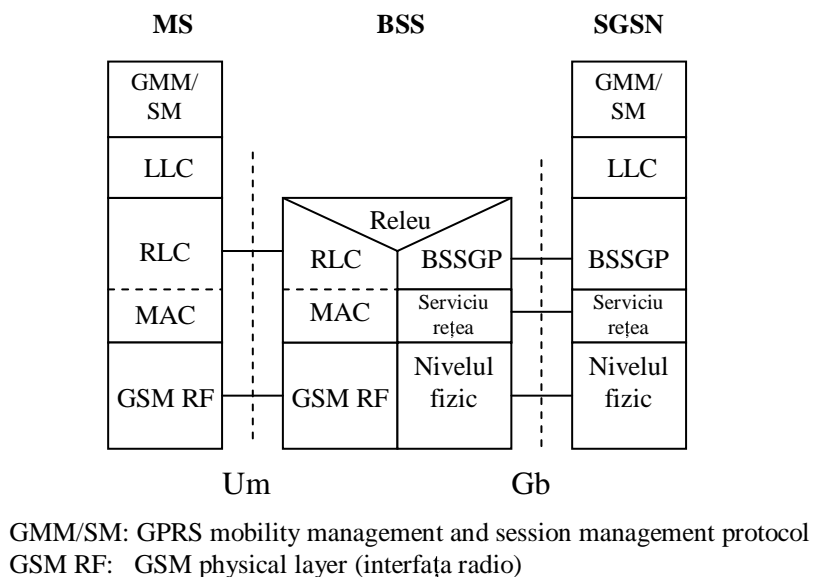 MS BSS SGSN
GMM/
SM
GMM/
SM
LLC
LLC
Releu
RLC
RLC
BSSGP
BSSGP
MAC
MAC
Serviciu
rețea
Serviciu
rețea
GSM RF
GSM RF
Nivelul
fizic
Nivelul
fizic
Um
Gb
GMM/SM: GPRS mobility management and session management protocol
GSM RF: GSM physical layer (interfața radio)